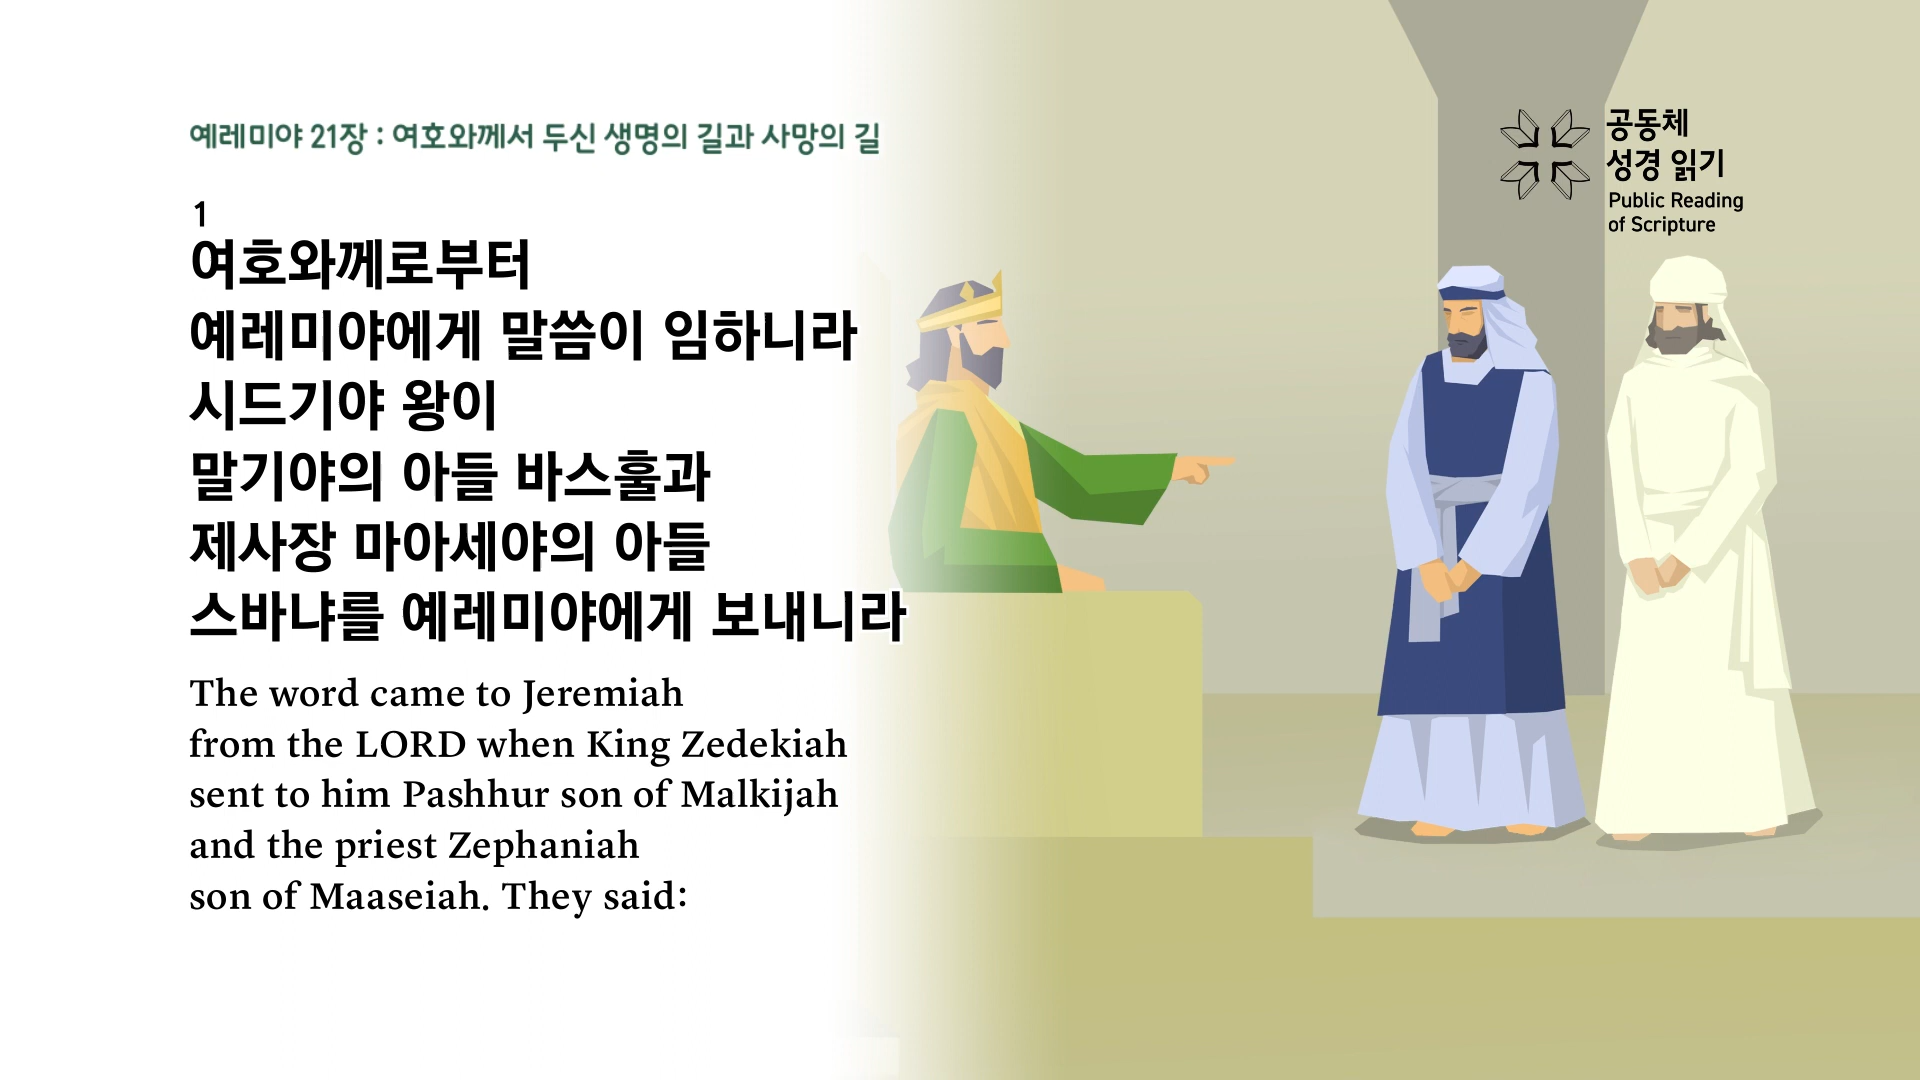 예레미야 21장 : 여호와께서 두신 생명의 길과 사망의 길
1
여호와께로부터
예레미야에게 말씀이 임하니라
시드기야 왕이
말기야의 아들 바스훌과
제사장 마아세야의 아들
스바냐를 예레미야에게 보내니라
The word came to Jeremiah
from the LORD when King Zedekiah
sent to him Pashhur son of Malkijah
and the priest Zephaniah
son of Maaseiah. They said:
공동체
성경 읽기
Public Reading
of Scripture